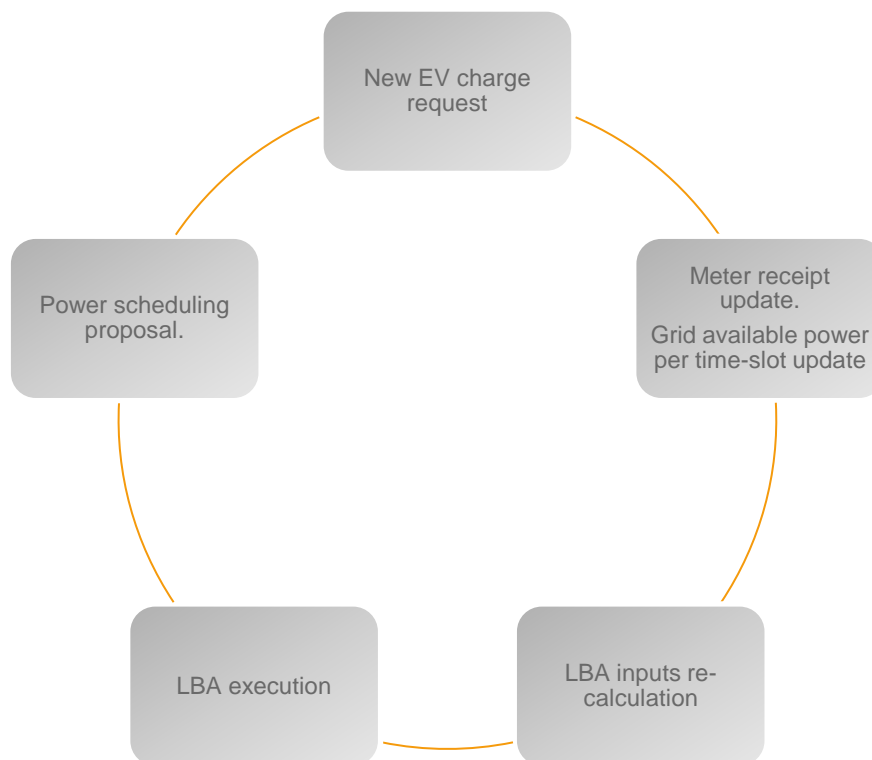 New EV charge
request
Meter receipt
update.
Grid available power
per time-slot update
LBA inputs re-
calculation
LBA execution
Power scheduling
proposal.